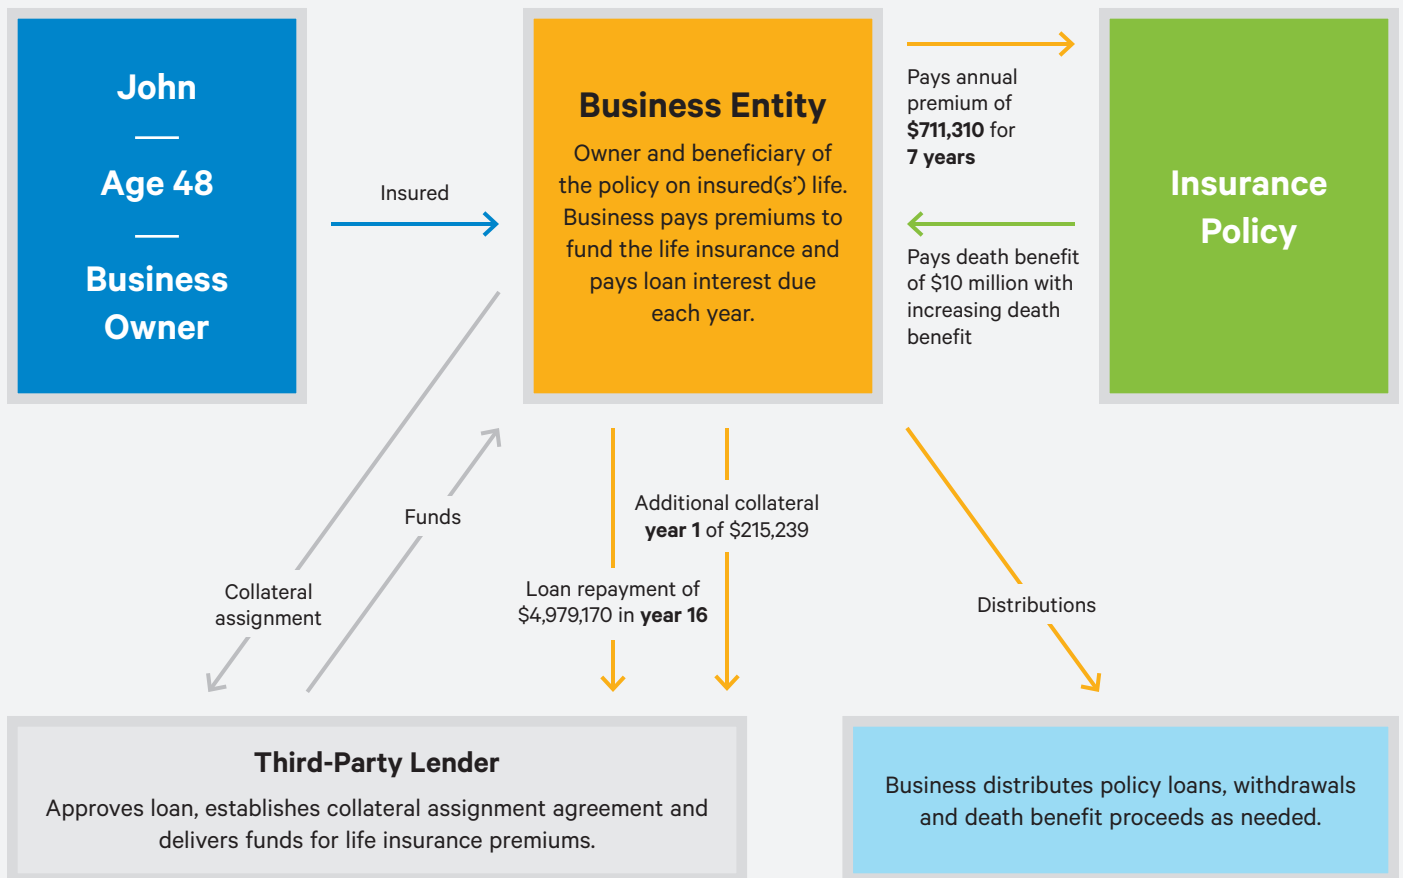 John
Age 48
Business
Owner
Insured
Business Entity
Owner and beneficiary of
the policy on insured(s’) life.
Business pays premiums to
fund the life insurance and
pays loan interest due
each year.
Pays annual
premium of
$711,310 for
7 years
Pays death benefit
of $10 million with
increasing death
benefit
Insurance
Policy
Collateral
assignment
Funds
Loan repayment of
$4,979,170 in year 16
Additional collateral
year 1 of $215,239
Distributions
Third-Party Lender
Approves loan, establishes collateral assignment agreement and
delivers funds for life insurance premiums.
Business distributes policy loans, withdrawals
and death benefit proceeds as needed.